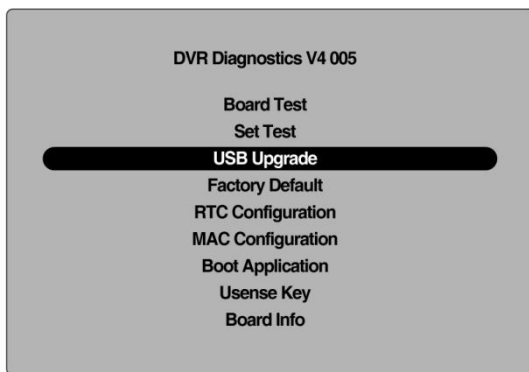 DVR Diagnostics V4 005
Board Test
Set Test
USB Upgrade
Factory Default
RTC Configuration
MAC Configuration
Boot Application
Usense Key
Board Info